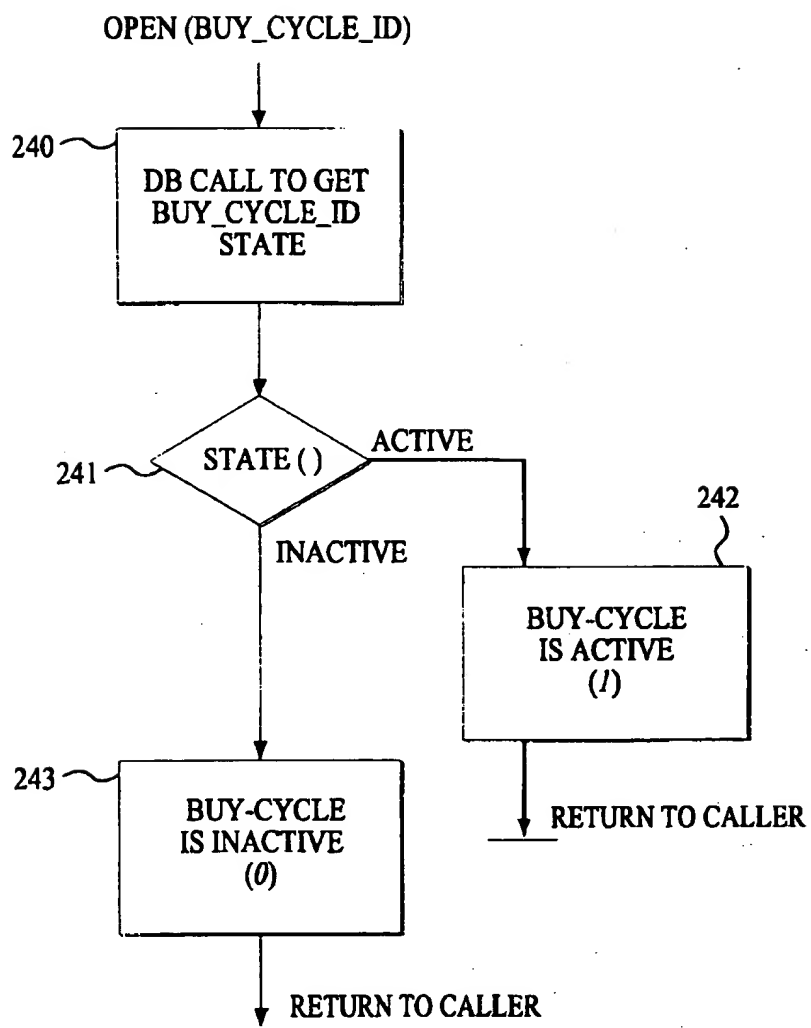 OPEN (BUY_CYCLE_ID)
240
DB CALL TO GET
BUY_CYCLE_ID
STATE
241
STATE ( )
ACTIVE
INACTIVE
242
BUY-CYCLE
IS ACTIVE
(1)
RETURN TO CALLER
243
BUY-CYCLE
IS INACTIVE
(0)
RETURN TO CALLER